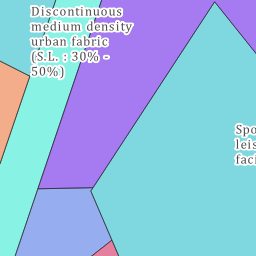 Discontinuous
medium density
urban fabric
(S.L. : 30% -
50%)
Spo
leis
faci